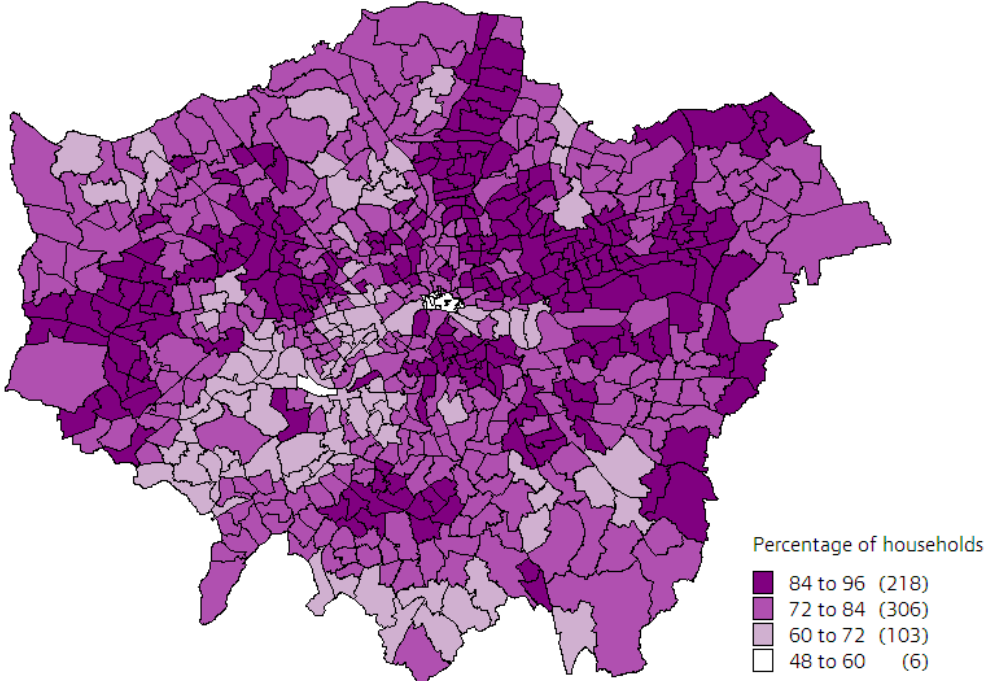 Percentage of households
84 to 96 (218)
72 to 84 (306)
60 to 72 (103)
48 to 60 (6)